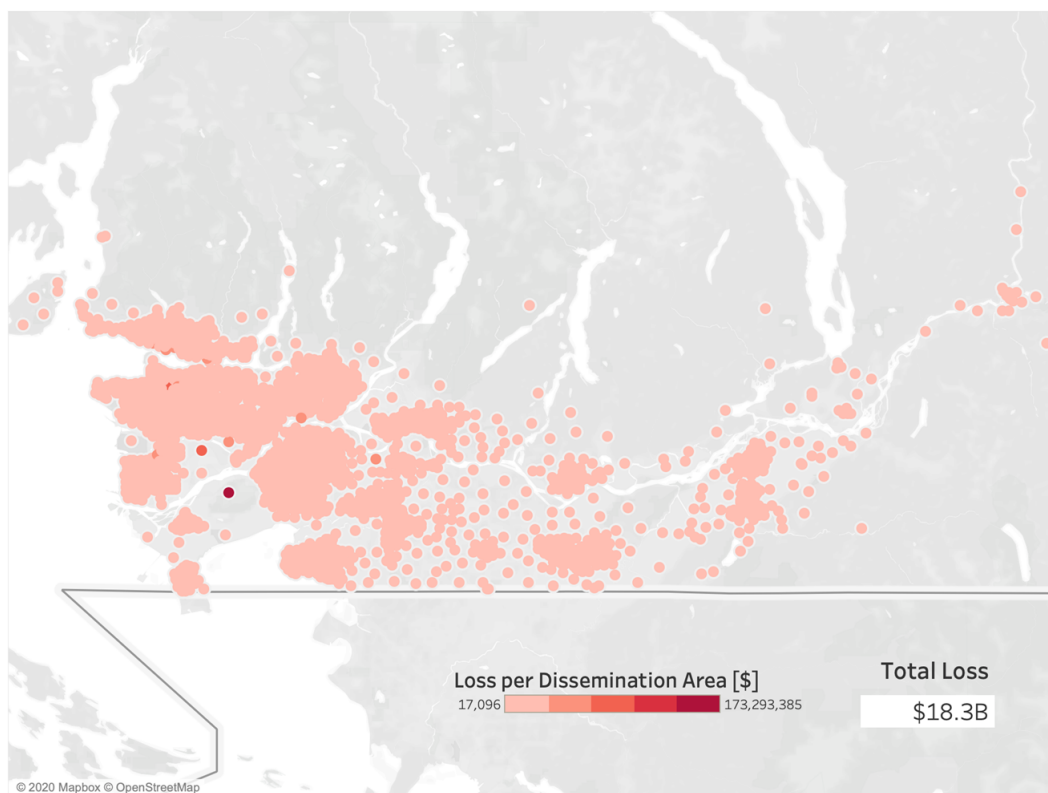 Loss per Dissemination Area [$]
17,096
173,293,385
Total Loss
$18.3B
© 2020 Mapbox © OpenStreetMap